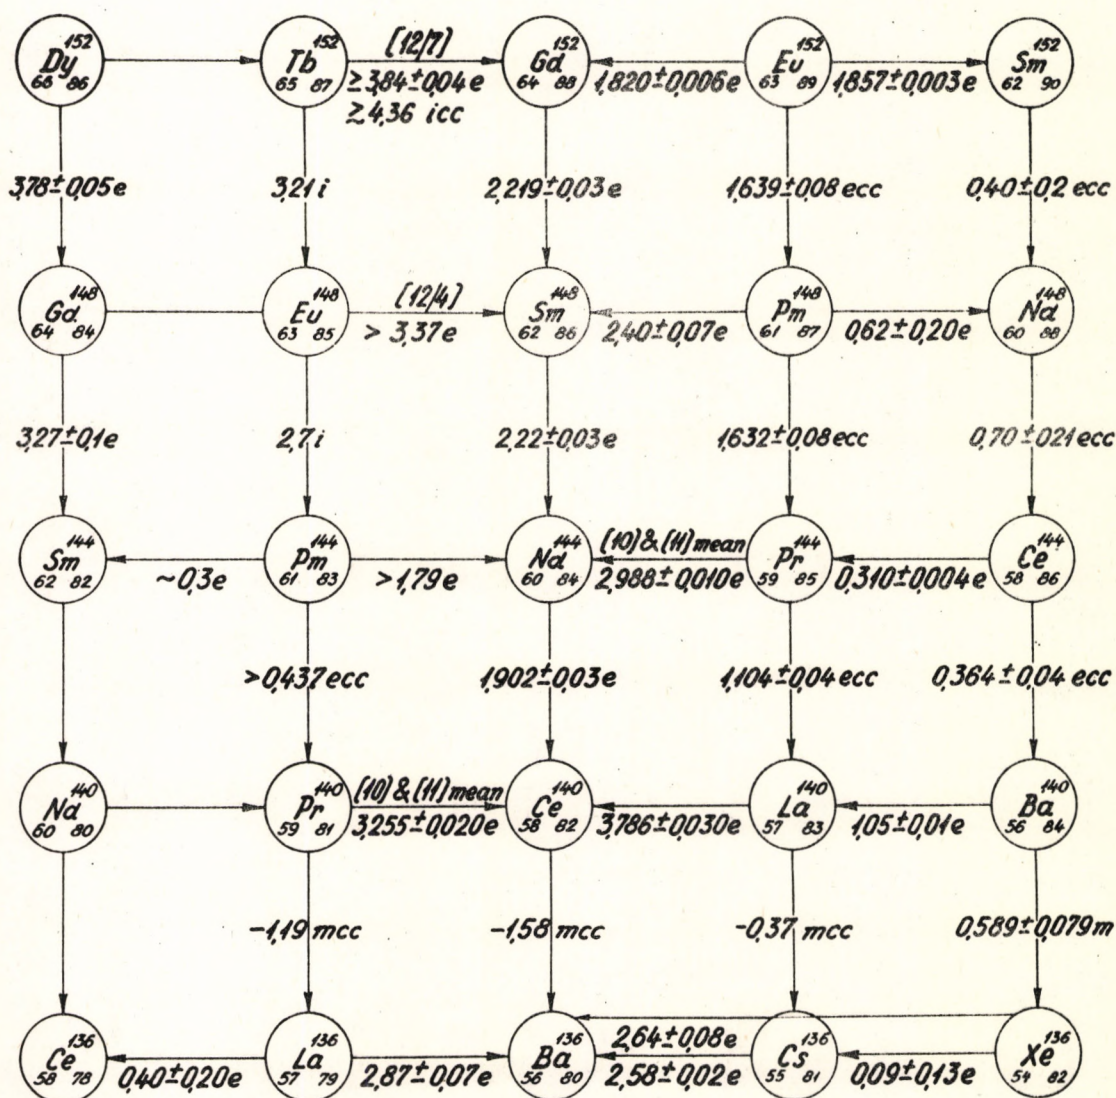 152 152 [12/7] 152 152 152
Dy Tb Gd Eu Sm
68 86 65 87 ≥3,84±0,04e 64 88 1,820±0,006e 63 89 1,857±0,003e 62 90
≥4,36 icc
3,78±0,05e 3,21 i 2,219±0,03e 1,639±0,08 ecc 0,40±0,2 ecc
148 148 [12/4] 148 148 148
Gd Eu Sm Pm Nd
64 84 63 85 > 3,37e 62 86 2,40±0,07e 61 87 0,62±0,20e 60 88
3,27±0,1e 2,7 i 2,22±0,03e 1,632±0,08 ecc 0,70±021 ecc
144 144 144 [10] & [11] mean 144 144
Sm Pm Nd Pr Ce
62 82 ~0,3e 61 83 >1,79e 60 84 2,988±0,010e 59 85 0,310±0,004e 58 86
>0,437 ecc 1,902±0,03e 1,104±0,04 ecc 0,364±0,04 ecc
140 140 [10] & [11] mean 140 140 140
Nd Pr Ce La Ba
60 80 59 81 3,255±0,020e 58 82 3,786±0,030e 57 83 1,05±0,01e 56 84
-1,19 mcc -1,58 mcc -0,37 mcc 0,589±0,079m
136 136 136 2,64±0,08e 136 136
Ce La Ba Cs Xe
58 78 0,40±0,20e 57 79 2,87±0,07e 56 80 2,58±0,02e 55 81 0,09±0,13e 54 82